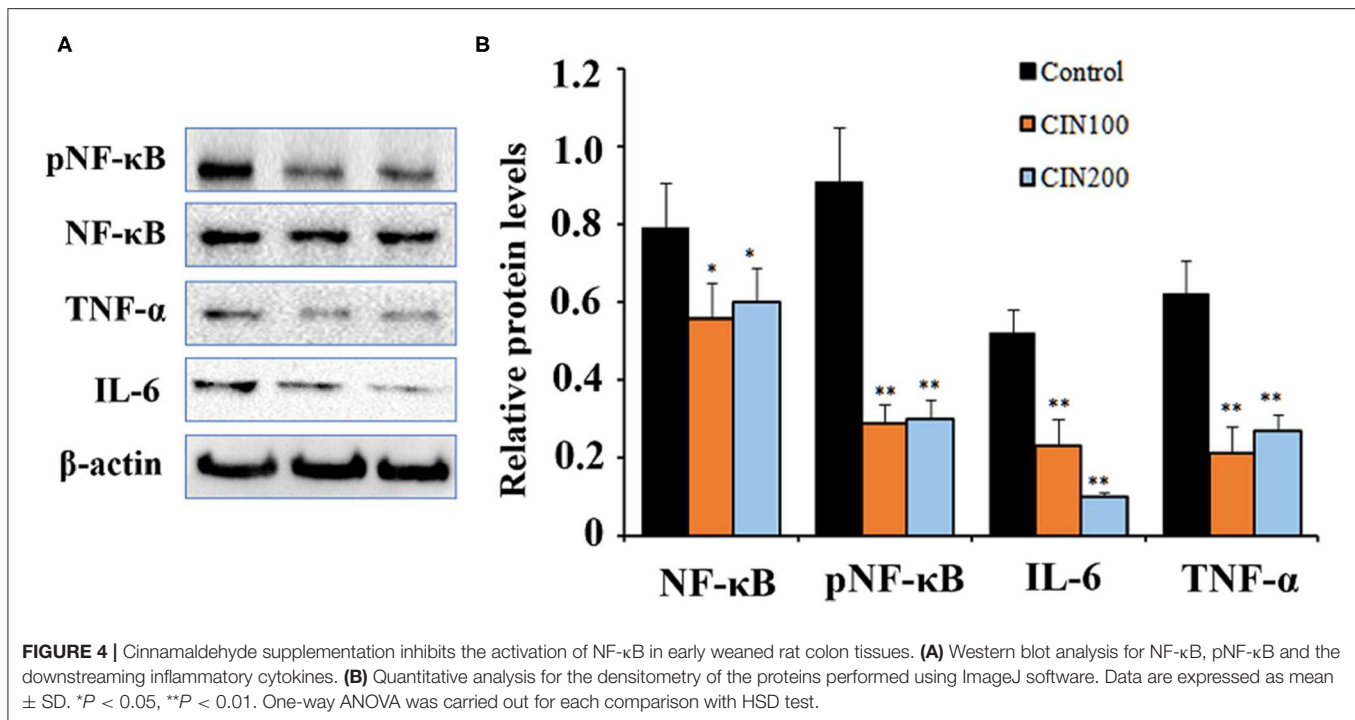 A
pNF-κB
NF-κB
TNF-α
IL-6
β-actin
B
Relative protein levels
1.2
1.0
0.8
0.6
0.4
0.2
0
Control
CIN100
CIN200
* *
** **
** **
** **
NF-κB pNF-κB IL-6 TNF-α
FIGURE 4 | Cinnamaldehyde supplementation inhibits the activation of NF-κB in early weaned rat colon tissues. (A) Western blot analysis for NF-κB, pNF-κB and the
downstreaming inflammatory cytokines. (B) Quantitative analysis for the densitometry of the proteins performed using ImageJ software. Data are expressed as mean
± SD. *P < 0.05, **P < 0.01. One-way ANOVA was carried out for each comparison with HSD test.